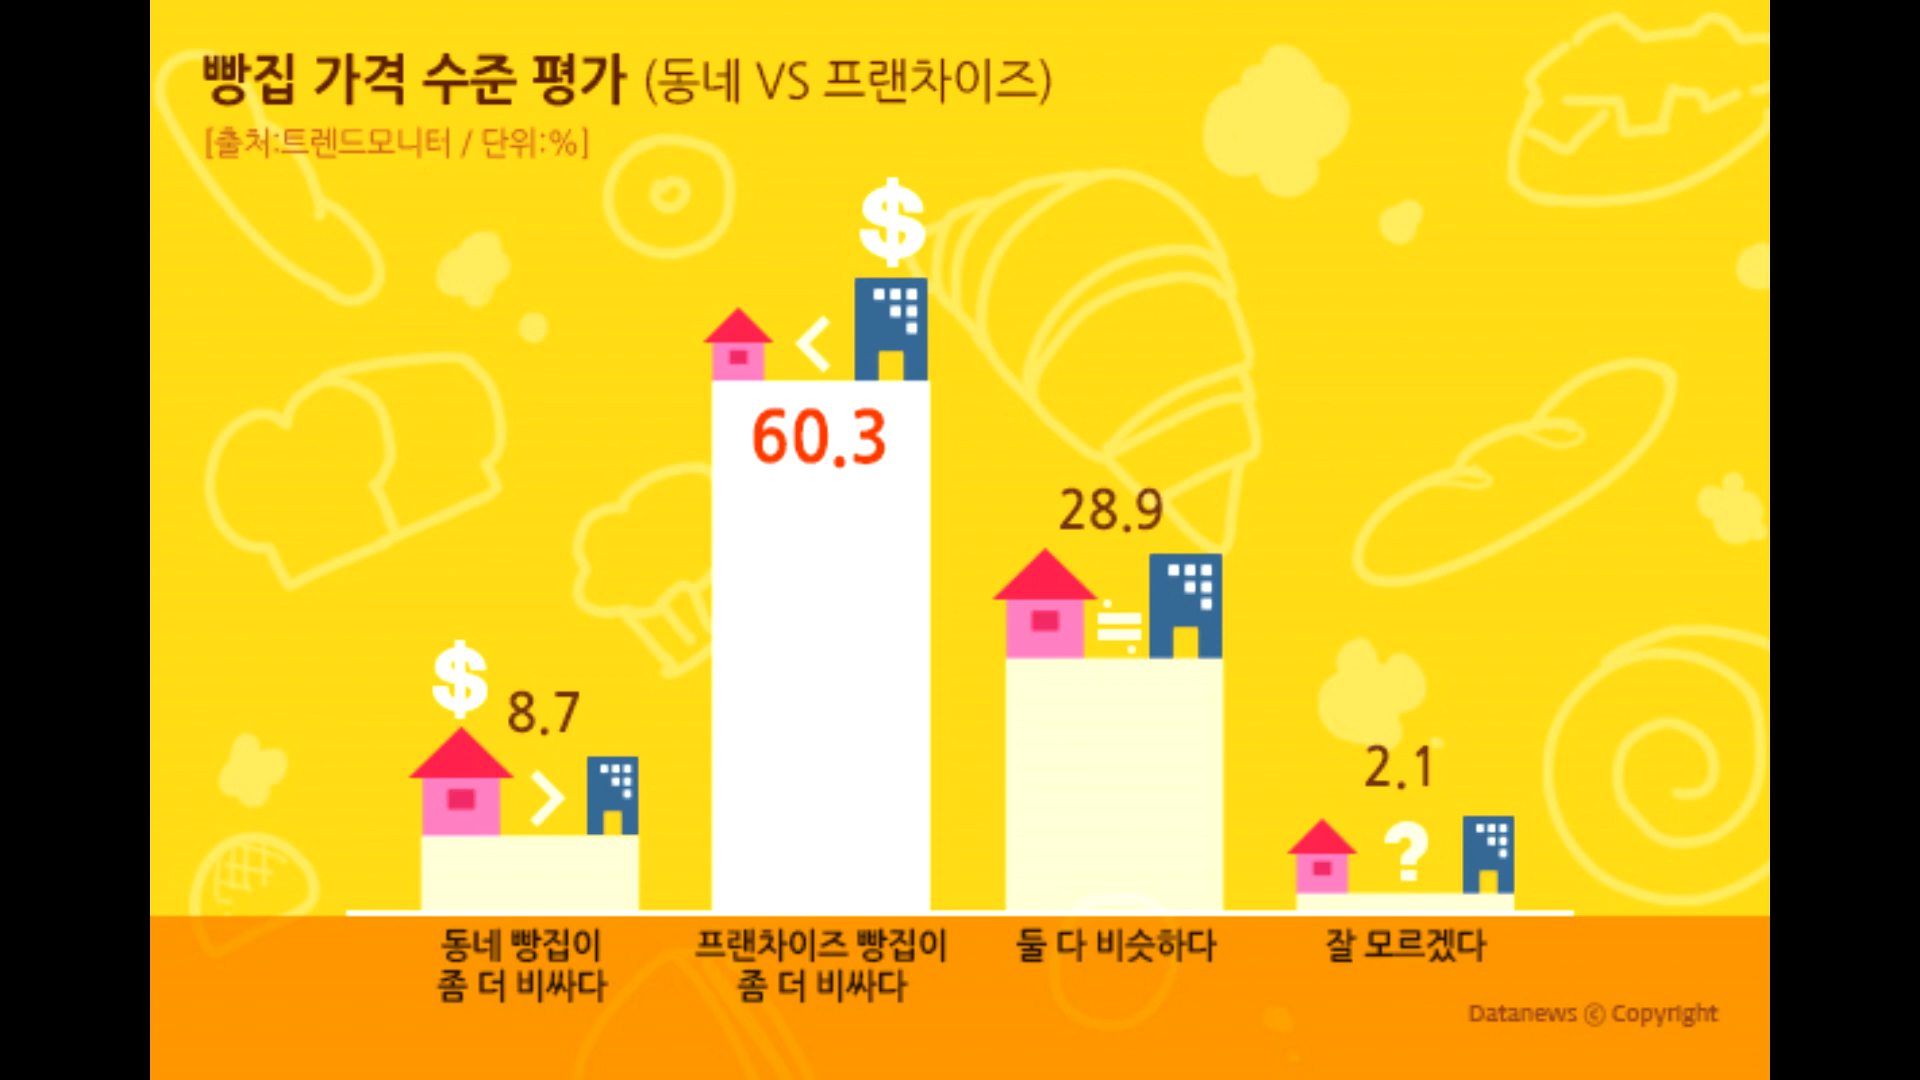 빵집 가격 수준 평가 (동네 VS 프랜차이즈)
[출처:트렌드모니터 / 단위:%]
$
<
60.3
28.9
≒
$
8.7
>
2.1
?
동네 빵집이
좀 더 비싸다
프랜차이즈 빵집이
좀 더 비싸다
둘 다 비슷하다
잘 모르겠다
Datanews ⓒ Copyright